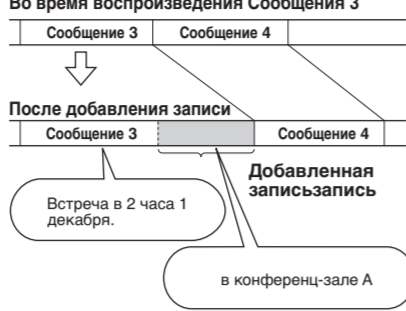 Во время воспроизведения Сообщения 3
Сообщение 3 Сообщение 4
После добавления записи
Сообщение 3 Сообщение 4
Добавленная
записьзапись
Встреча в 2 часа 1
декабря.
в конференц-зале А